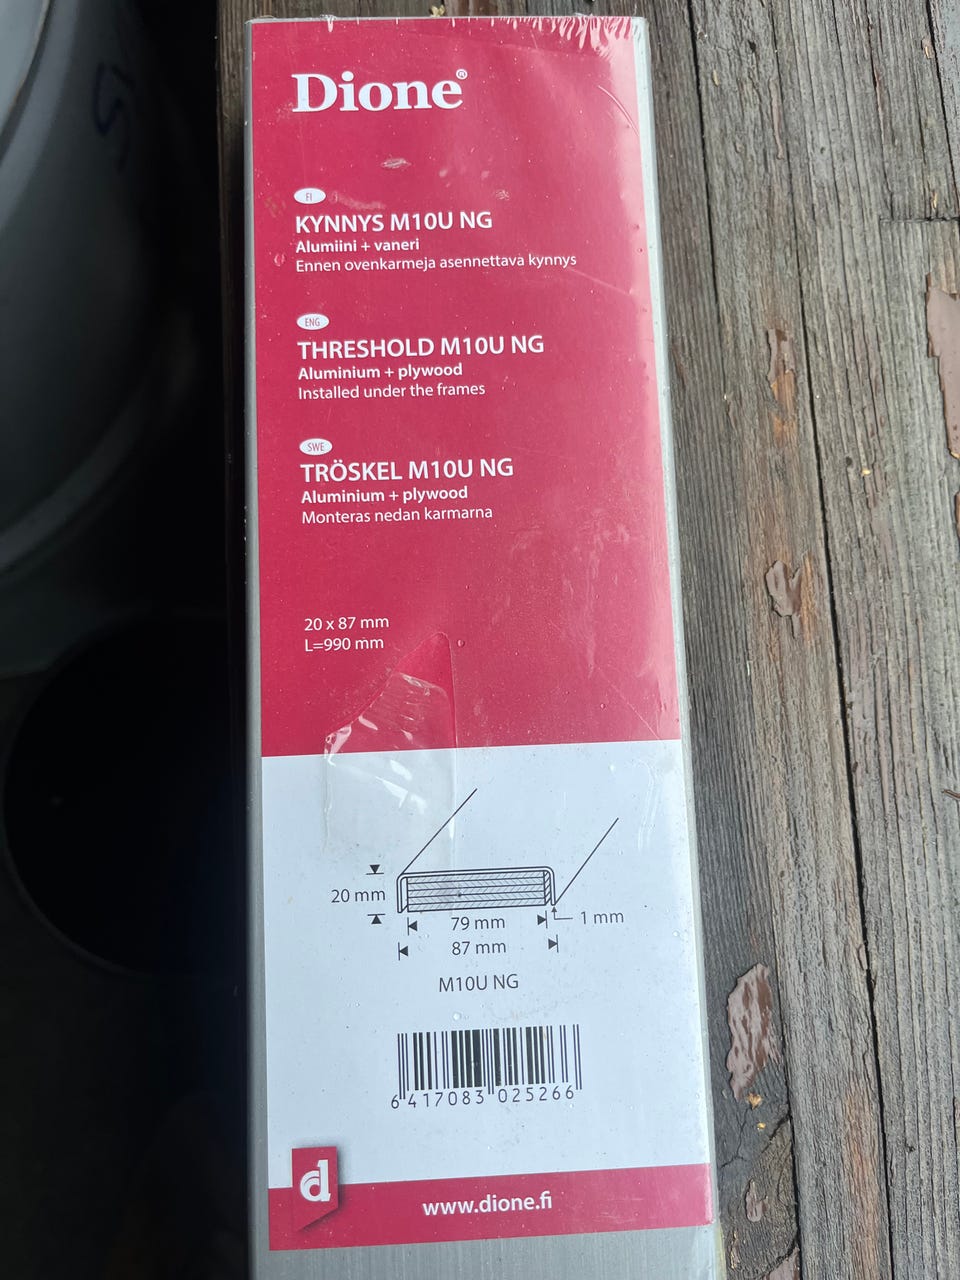 Dione®
FI
KYNNYS M10U NG
Alumiini + vaneri
Ennen ovenkarmeja asennettava kynnys
ENG
THRESHOLD M10U NG
Aluminium + plywood
Installed under the frames
SWE
TRÖSKEL M10U NG
Aluminium + plywood
Monteras nedan karmarna
20 x 87 mm
L=990 mm
20 mm
79 mm
1 mm
87 mm
M10U NG
6 417083 025266
d
www.dione.fi